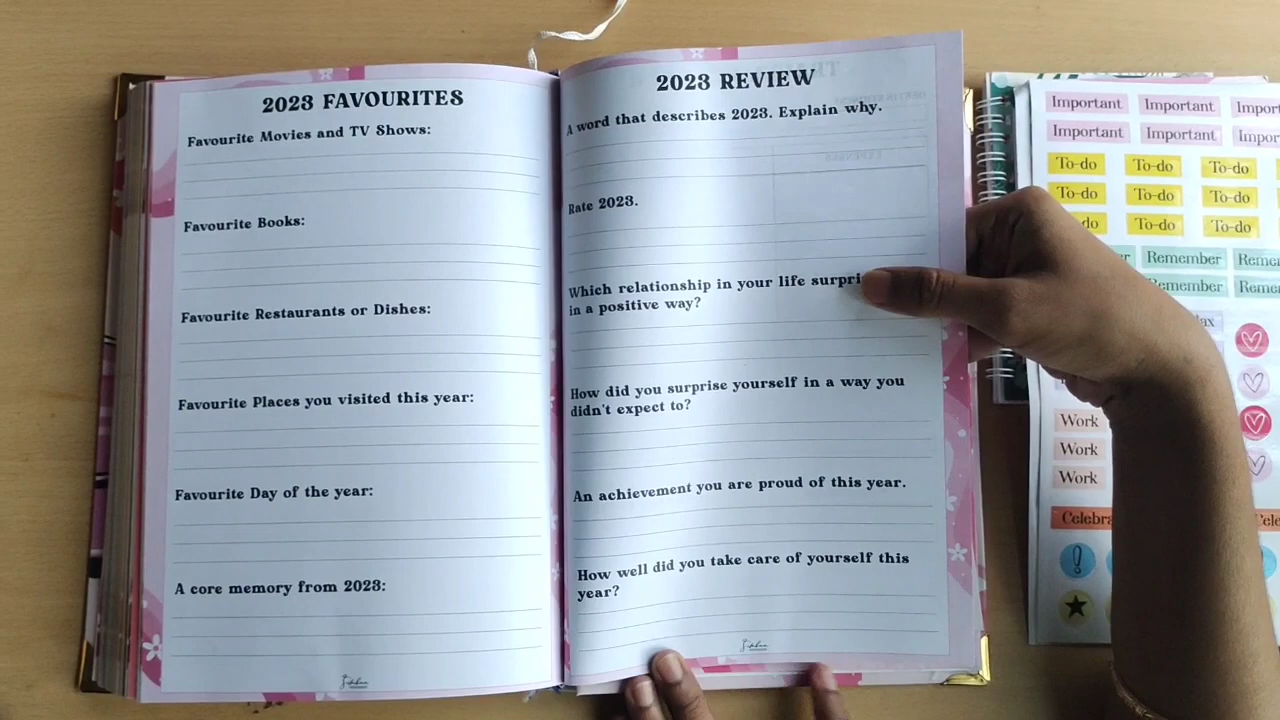 2023 FAVOURITES
Favourite Movies and TV Shows:
Favourite Books:
Favourite Restaurants or Dishes:
Favourite Places you visited this year:
Favourite Day of the year:
A core memory from 2023:
2023 REVIEW
A word that describes 2023. Explain why.
Rate 2023.
Which relationship in your life
in a positive way?
How did you surprise yourself in a way you
didn't expect to?
An achievement you are proud of this year.
How well did you take care of yourself this
year?
Important Important
Important Important
To-do To-do To-do
To-do To-do To-do
To-do To-do
Remember
Work
Work
Work